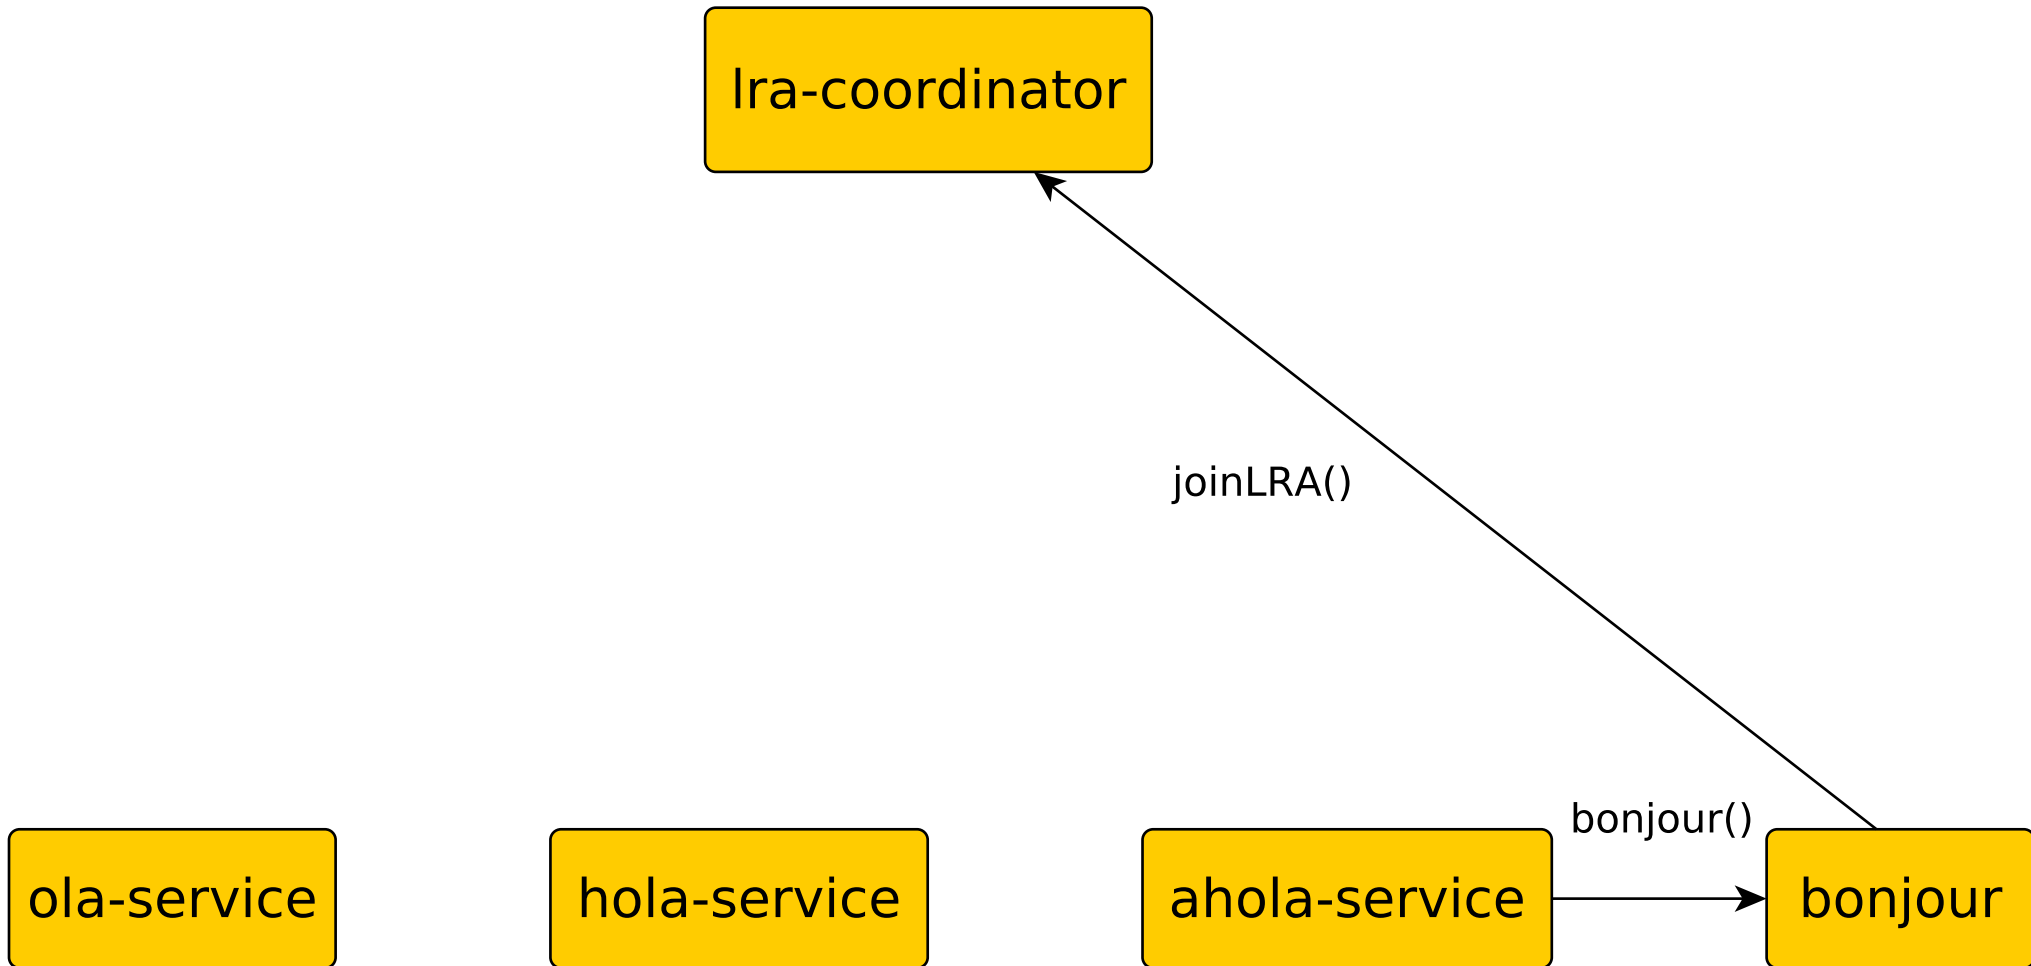 lra-coordinator
joinLRA()
bonjour()
ola-service
hola-service
ahola-service
bonjour